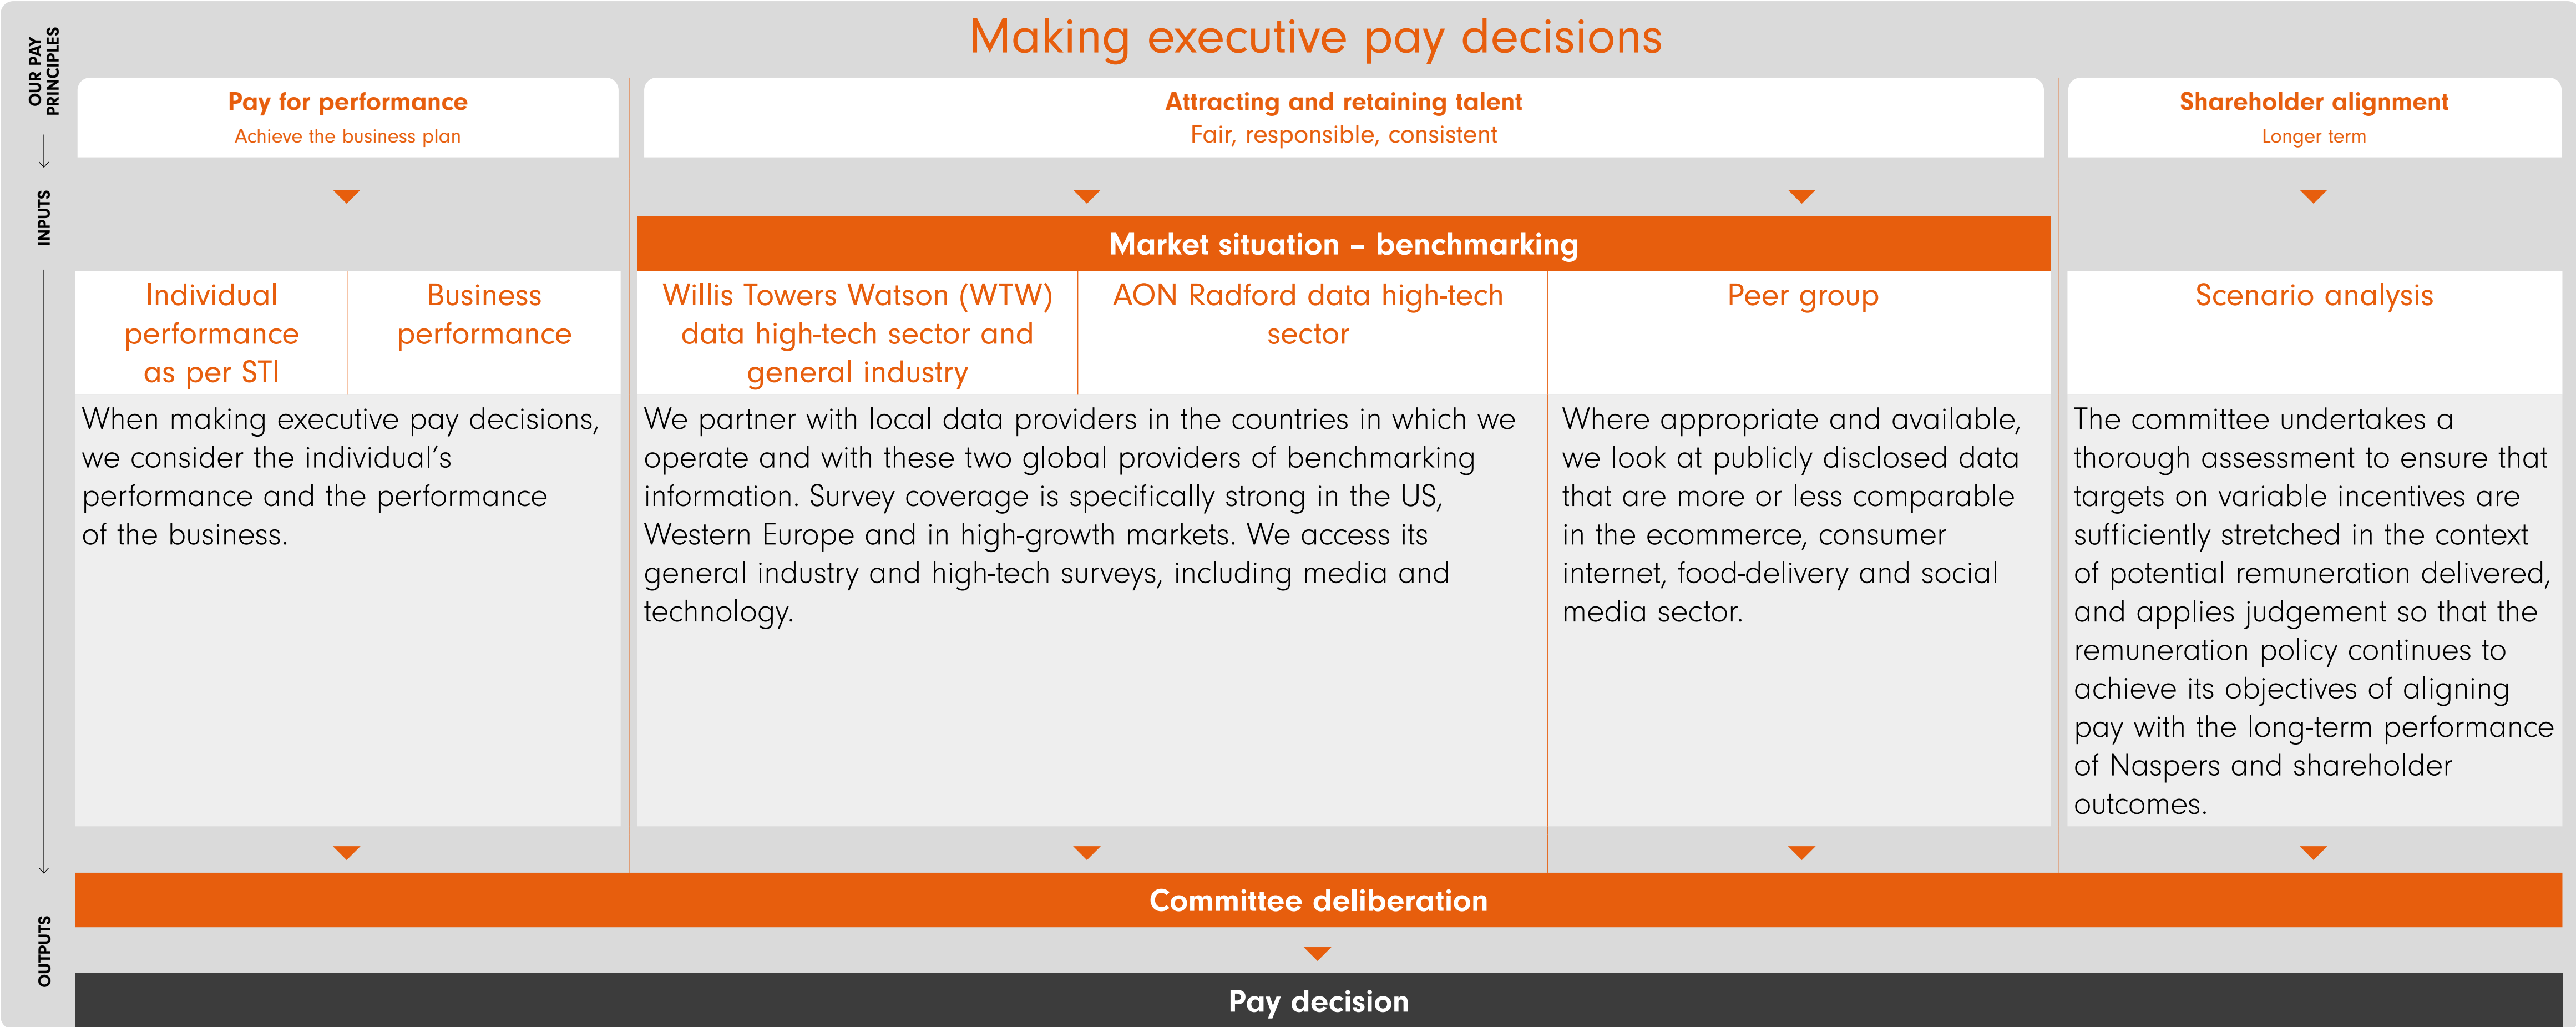 Making executive pay decisions
OUR PAY
PRINCIPLES
Pay for performance
Achieve the business plan
Attracting and retaining talent
Fair, responsible, consistent
Shareholder alignment
Longer term
INPUTS
Market situation – benchmarking
Individual
performance
as per STI
Business
performance
Willis Towers Watson (WTW)
data high-tech sector and
general industry
AON Radford data high-tech
sector
Peer group
Scenario analysis
When making executive pay decisions,
we consider the individual’s
performance and the performance
of the business.
We partner with local data providers in the countries in which we
operate and with these two global providers of benchmarking
information. Survey coverage is specifically strong in the US,
Western Europe and in high-growth markets. We access its
general industry and high-tech surveys, including media and
technology.
Where appropriate and available,
we look at publicly disclosed data
that are more or less comparable
in the ecommerce, consumer
internet, food-delivery and social
media sector.
The committee undertakes a
thorough assessment to ensure that
targets on variable incentives are
sufficiently stretched in the context
of potential remuneration delivered,
and applies judgement so that the
remuneration policy continues to
achieve its objectives of aligning
pay with the long-term performance
of Naspers and shareholder
outcomes.
Committee deliberation
OUTPUTS
Pay decision